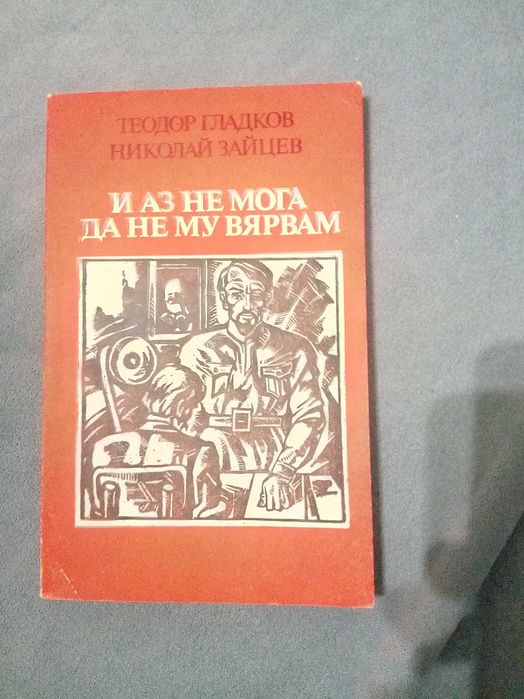 ТЕОДОР ГЛАДКОВ
НИКОЛАЙ ЗАЙЦЕВ
И АЗ НЕ МОГА
ДА НЕ МУ ВЯРВАМ